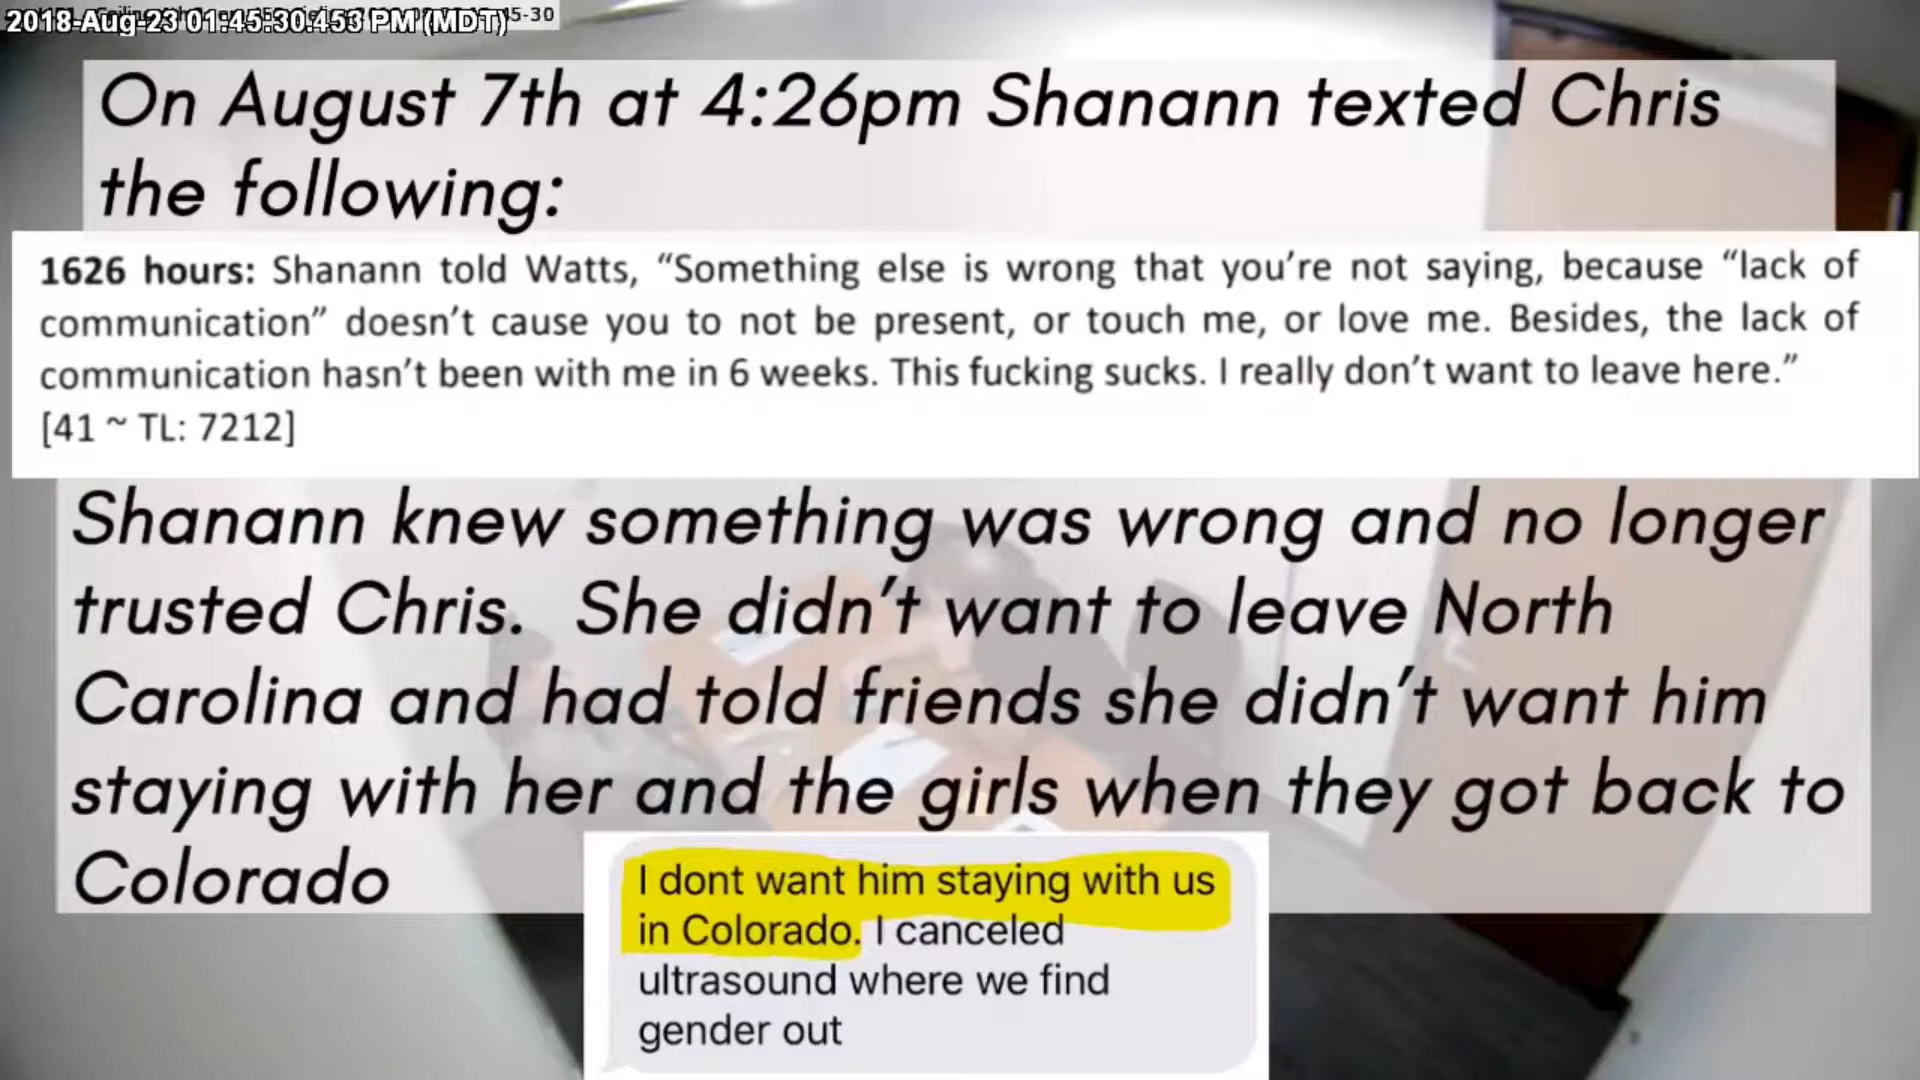 2018-Aug-23 01:45:30.453 PM (MDT)
45-30
On August 7th at 4:26pm Shanann texted Chris
the following:
1626 hours: Shanann told Watts, “Something else is wrong that you’re not saying, because “lack of
communication” doesn’t cause you to not be present, or touch me, or love me. Besides, the lack of
communication hasn’t been with me in 6 weeks. This fucking sucks. I really don’t want to leave here.”
[41 ~ TL: 7212]
Shanann knew something was wrong and no longer
trusted Chris.  She didn’t want to leave North
Carolina and had told friends she didn’t want him
staying with her and the girls when they got back to
Colorado
I dont want him staying with us
in Colorado. I canceled
ultrasound where we find
gender out